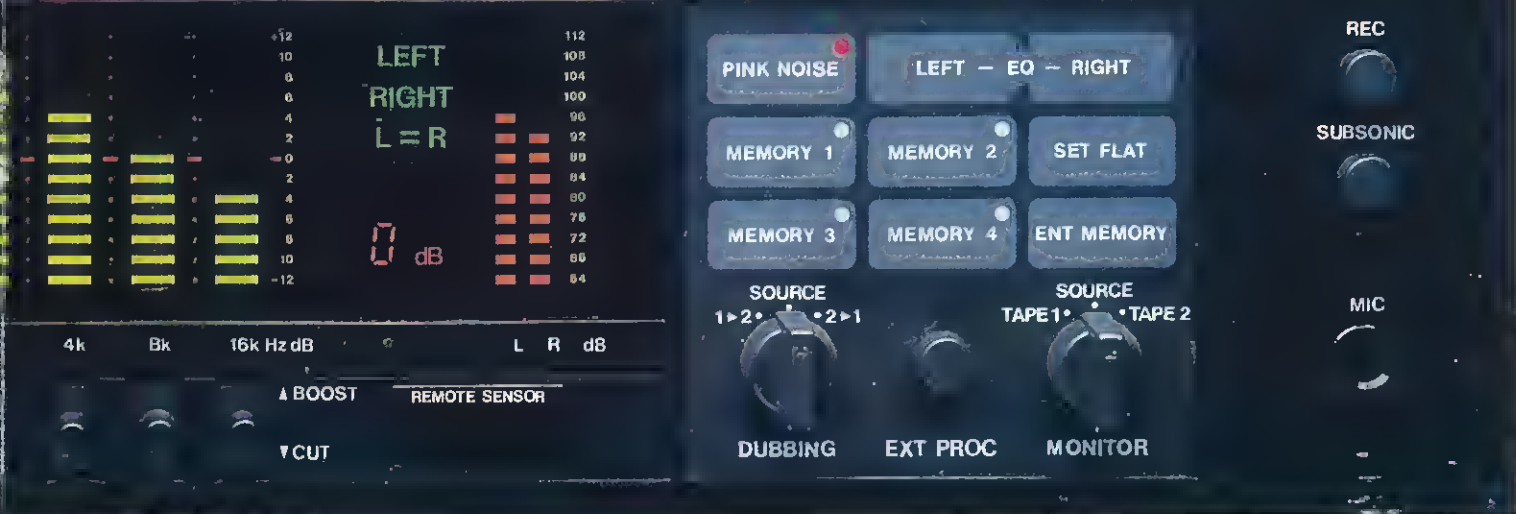 +12
10
8
6
4
2
0
2
4
6
8
10
-12
LEFT
RIGHT
L=R
0 dB
112
108
104
100
96
92
88
84
80
76
72
68
64
4k 8k 16k Hz dB
L R dB
▲BOOST
▼CUT
REMOTE SENSOR
PINK NOISE
LEFT — EQ — RIGHT
MEMORY 1
MEMORY 2
SET FLAT
MEMORY 3
MEMORY 4
ENT MEMORY
SOURCE
1▸2• •2▸1
DUBBING
EXT PROC
SOURCE
TAPE 1• •TAPE 2
MONITOR
REC
SUBSONIC
MIC